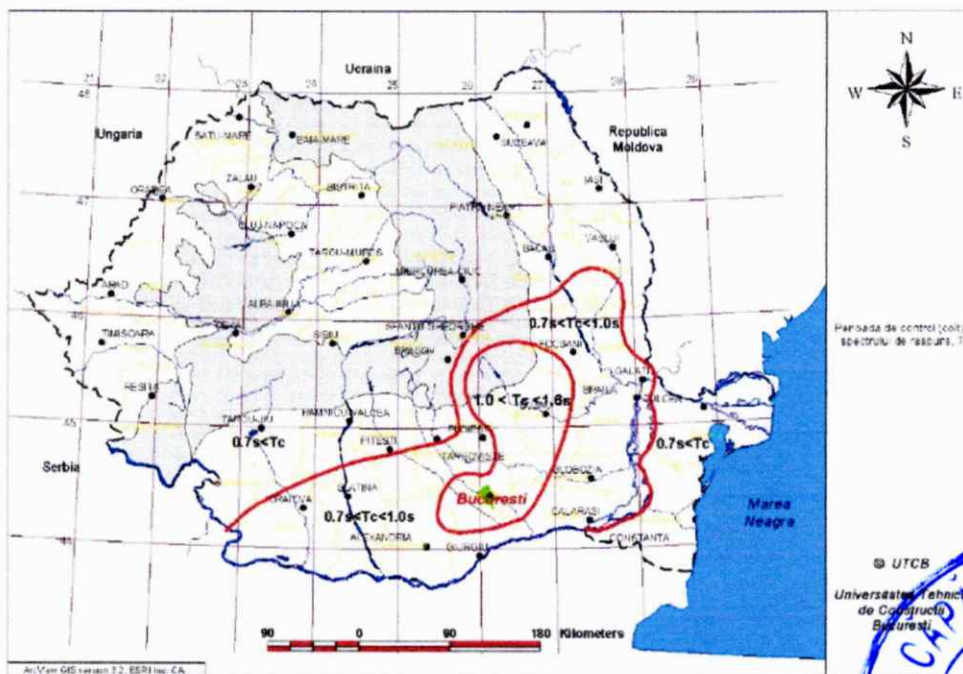 N
W E
S
Ucraina
21 22 23 24 25 26 27 28 29
48
Ungaria
Republica
Moldova
SATU-MARE
BAIA-MARE
SUCEAVA
ZALAU
BISTRITA
IASI
ORADEA
47
CLUJ-NAPOCA
PIATRA NEAMT
TARGU-MURES
BACAU
VASLUI
MIERCUREA-CIUC
ARAD
ALBA IULIA
46
DEVA
TIMISOARA
SIBIU
SFANTU GHEORGHE
0.7s<Tc<1.0s
FOCSANI
BRASOV
Perioada de control (colt)
spectrului de raspuns, T
RESITA
GALATI
BRAILA
TULCEA
1.0 < Tc ≤ 1.6s
RAMNICU VALCEA
TARGU-JIU
45
0.7s<Tc
PITESTI
PLOIESTI
TARGOVISTE
0.7s<Tc
Serbia
SLOBOZIA
SLATINA
Bucuresti
CRAIOVA
0.7s<Tc<1.0s
CALARASI
Marea
Neagra
ALEXANDRIA
CONSTANTA
44
GIURGIU
UTCB
Universitatea Tehnica
de Constructii
Bucuresti
90 0 90 180 Kilometers
ArcView GIS version 3.2, ESRI Inc, CA